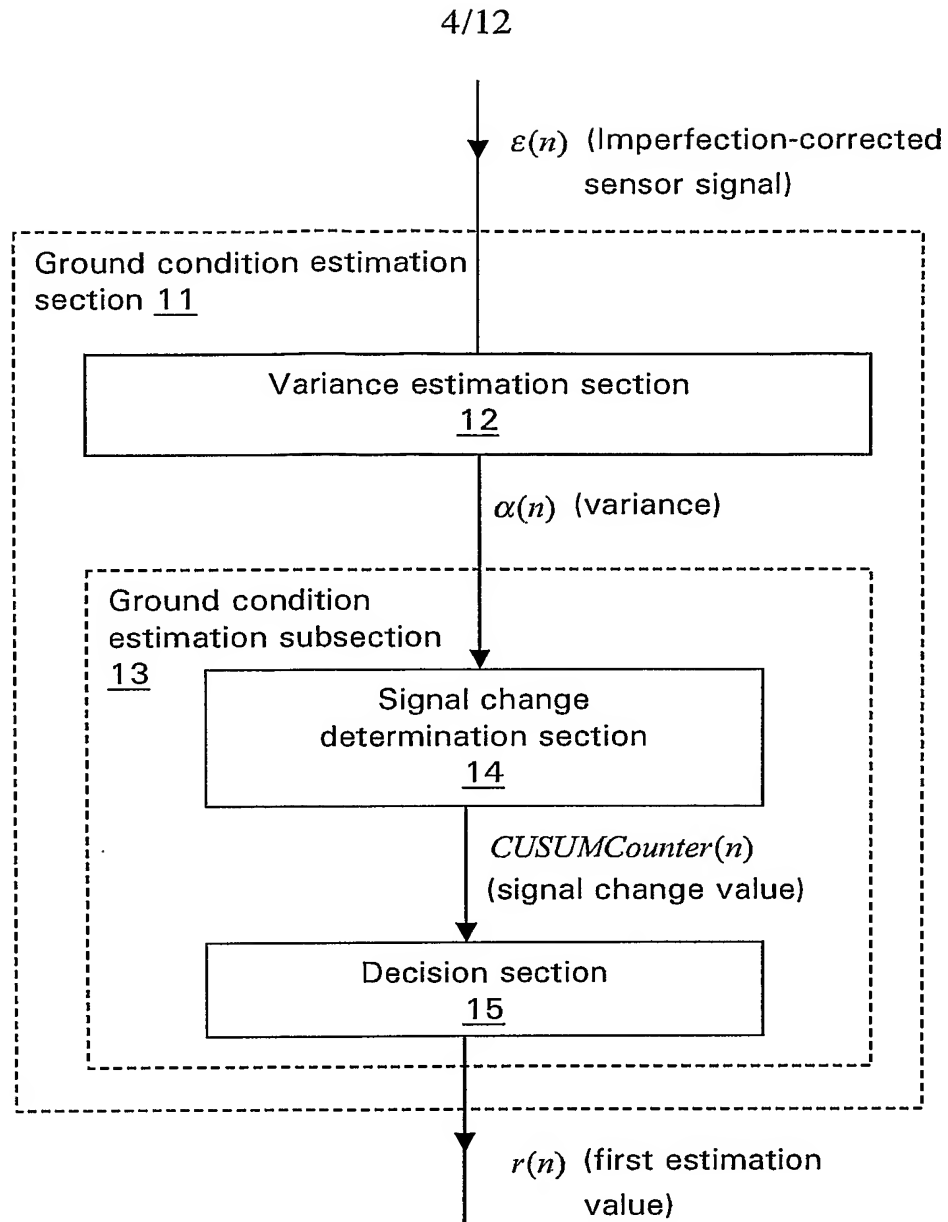 4/12
ε(n) (Imperfection-corrected
sensor signal)
Ground condition estimation
section 11
Variance estimation section
12
α(n) (variance)
Ground condition
estimation subsection
13
Signal change
determination section
14
CUSUMCounter(n)
(signal change value)
Decision section
15
r(n) (first estimation
value)